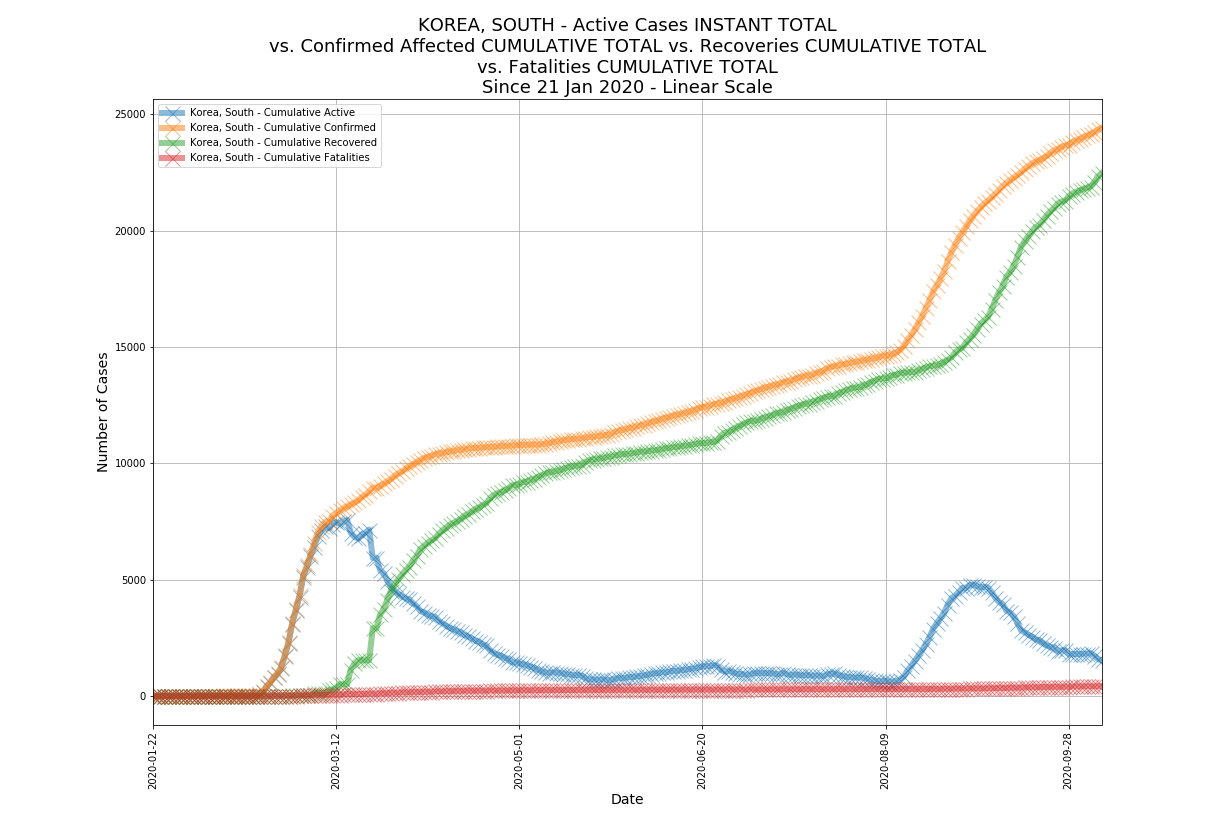 KOREA, SOUTH - Active Cases INSTANT TOTAL
vs. Confirmed Affected CUMULATIVE TOTAL vs. Recoveries CUMULATIVE TOTAL
vs. Fatalities CUMULATIVE TOTAL
Since 21 Jan 2020 - Linear Scale
Korea, South - Cumulative Active
Korea, South - Cumulative Confirmed
Korea, South - Cumulative Recovered
Korea, South - Cumulative Fatalities
Number of Cases
25000
20000
15000
10000
5000
0
2020-01-22
2020-03-12
2020-05-01
2020-06-20
2020-08-09
2020-09-28
Date